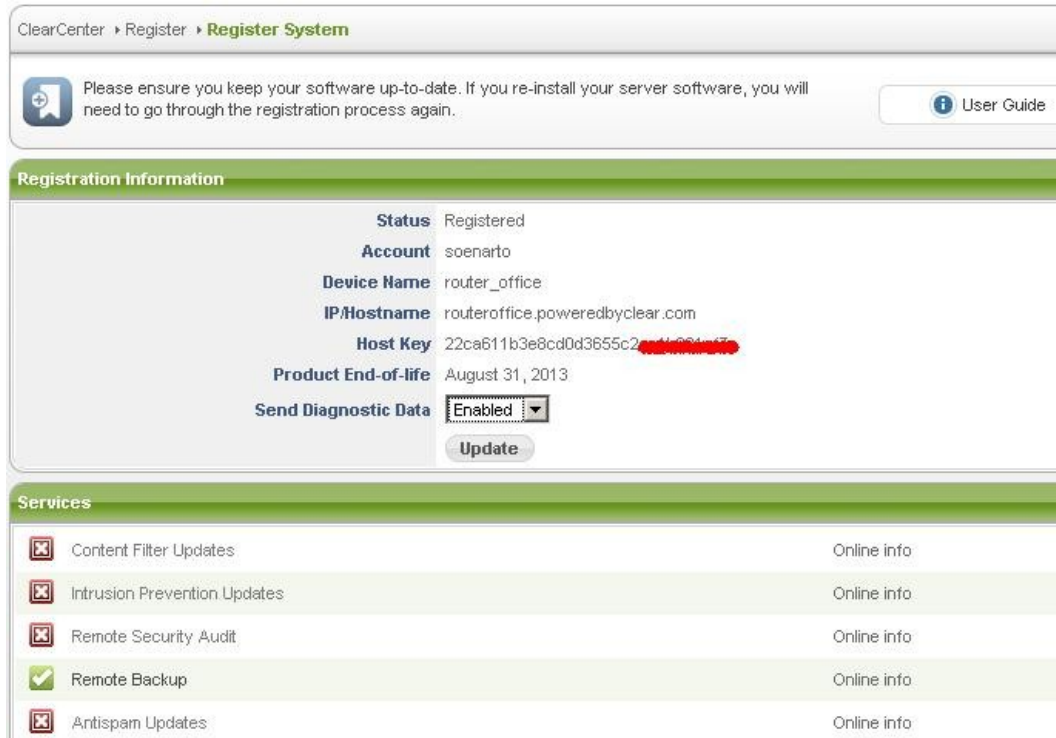 ClearCenter ▸ Register ▸ Register System
Please ensure you keep your software up-to-date. If you re-install your server software, you will
need to go through the registration process again.
User Guide
Registration Information
Status Registered
Account soenarto
Device Name router_office
IP/Hostname routeroffice.poweredbyclear.com
Host Key 22ca611b3e8cd0d3655c2
Product End-of-life August 31, 2013
Send Diagnostic Data Enabled
Update
Services
Content Filter Updates Online info
Intrusion Prevention Updates Online info
Remote Security Audit Online info
Remote Backup Online info
Antispam Updates Online info